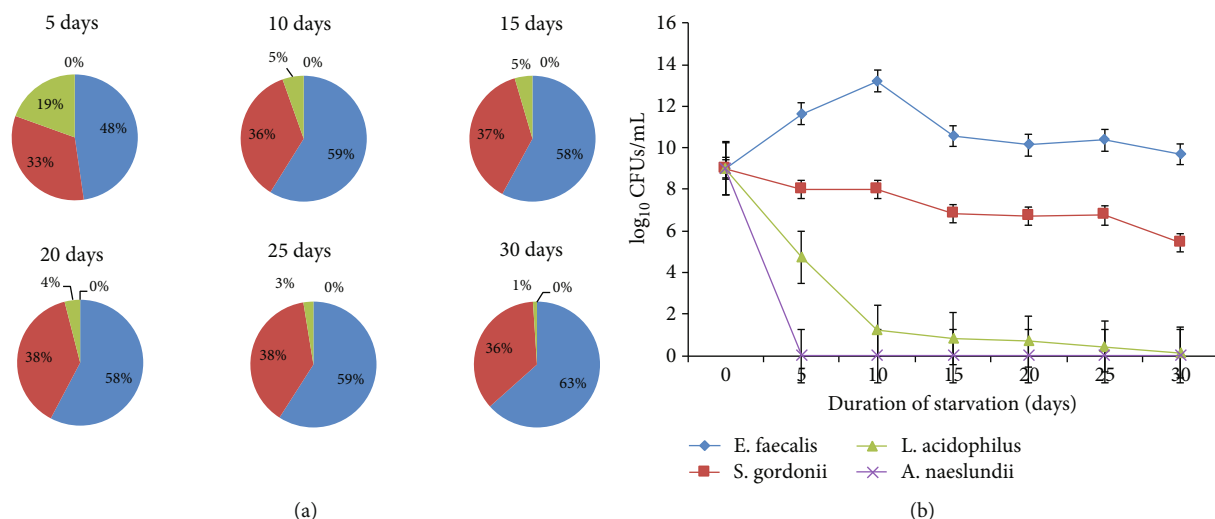 5 days
10 days
15 days
0%
19%
48%
33%
5%
0%
36%
59%
5%
0%
37%
58%
20 days
25 days
30 days
4%
0%
38%
58%
3%
0%
38%
59%
1%
0%
36%
63%
(a)
16
14
12
10
8
6
4
2
0
log₁₀ CFUs/mL
0 5 10 15 20 25 30
Duration of starvation (days)
E. faecalis L. acidophilus
S. gordonii A. naeslundii
(b)